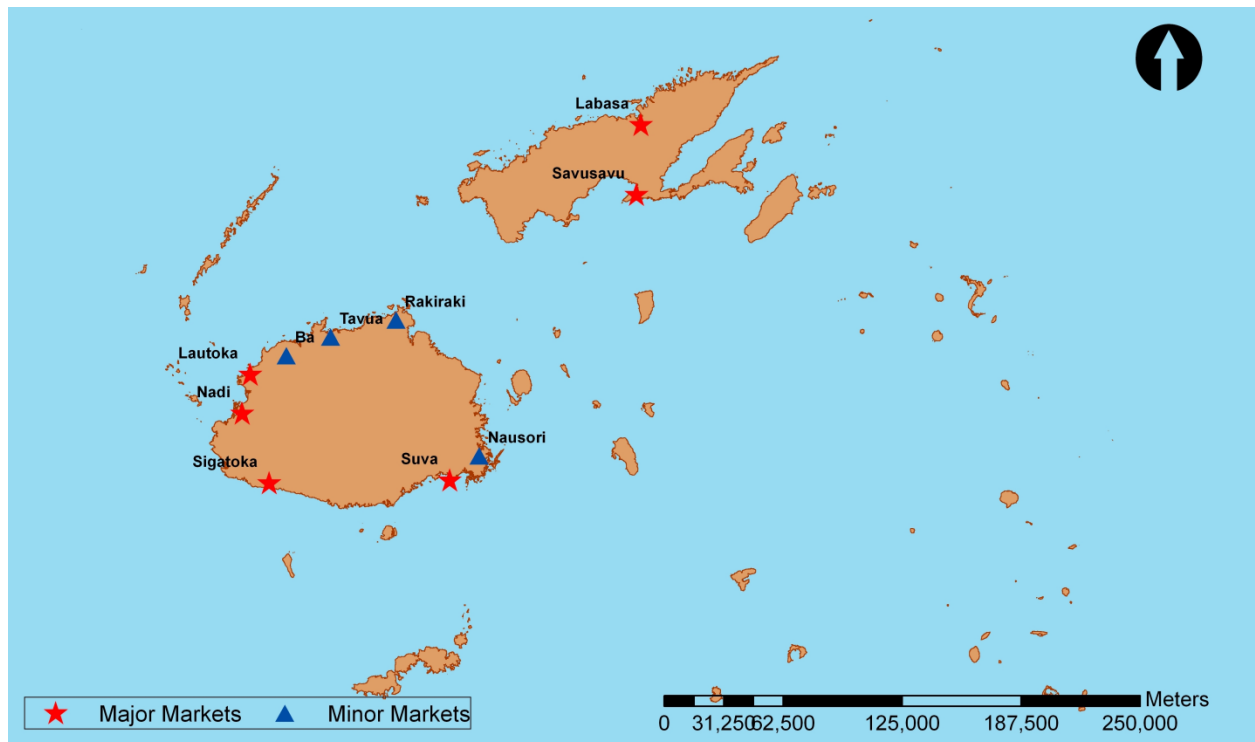 Labasa
Savusavu
Rakiraki
Tavua
Ba
Lautoka
Nadi
Nausori
Suva
Sigatoka
Major Markets
Minor Markets
Meters
0 31,250 62,500 125,000 187,500 250,000